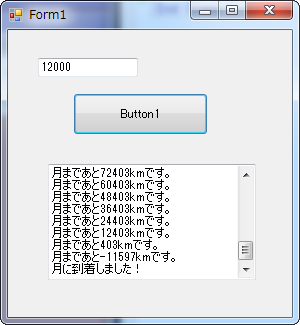 Form1
12000
Button1
月まであと72403kmです。
月まであと60403kmです。
月まであと48403kmです。
月まであと36403kmです。
月まであと24403kmです。
月まであと12403kmです。
月まであと403kmです。
月まであと-11597kmです。
月に到着しました！